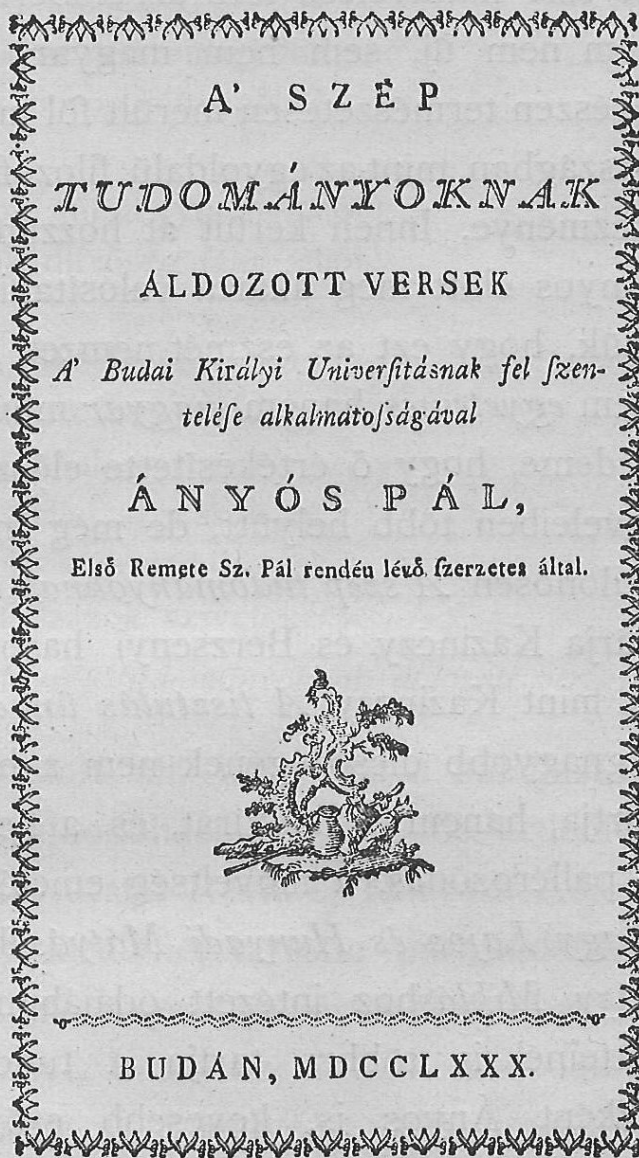 A' SZÉP
TUDOMÁNYOKNAK
ÁLDOZOTT VERSEK
A' Budai Királyi Univerſitásnak fel ſzen-
teléſe alkalmatoſságával
ÁNYÓS PÁL,
Első Remete Sz. Pál rendén lévő ſzerzetes által.
BUDÁN, MDCCLXXX.